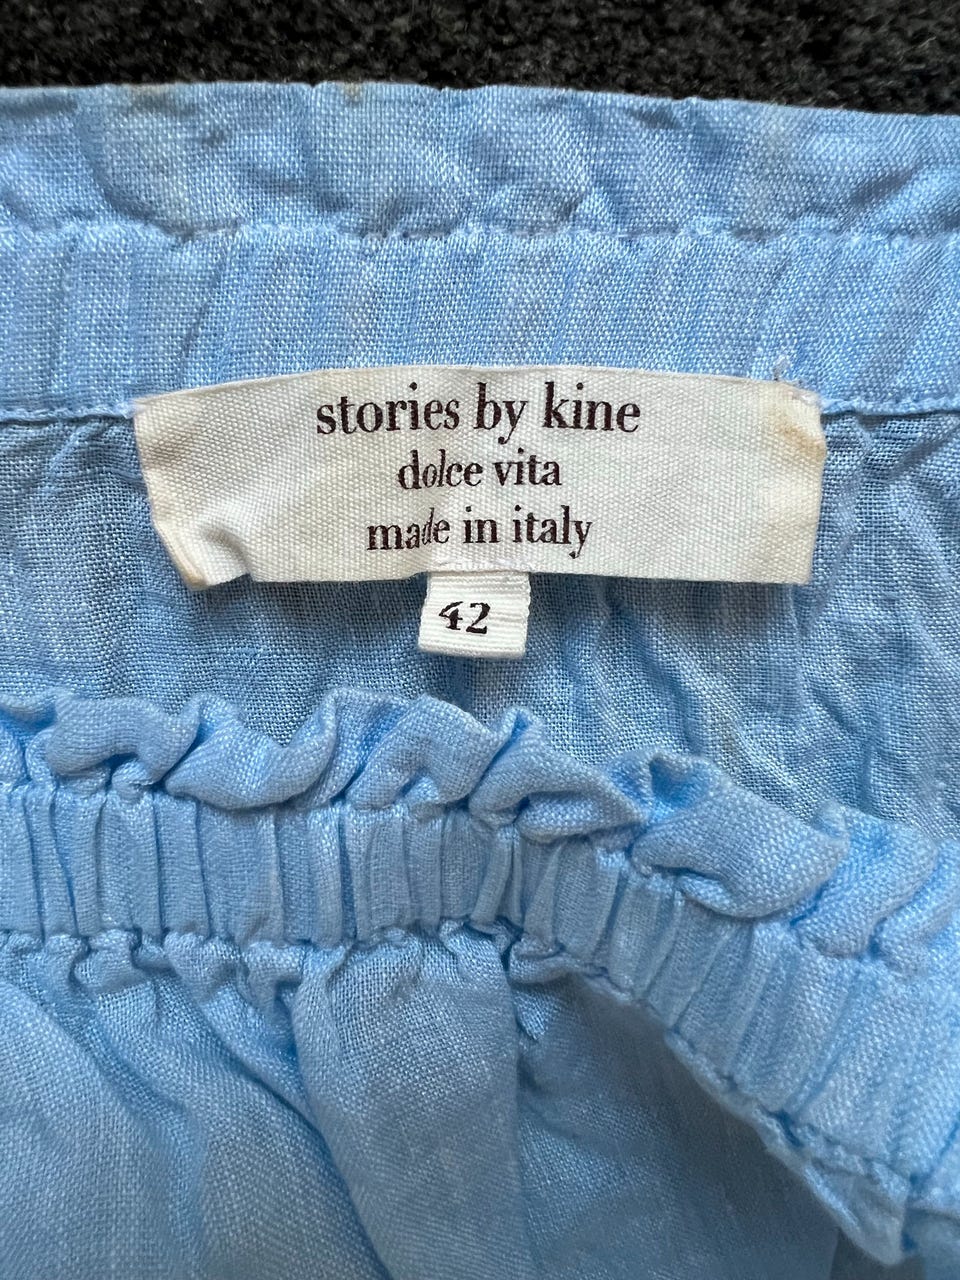 stories by kine
dolce vita
made in italy
42